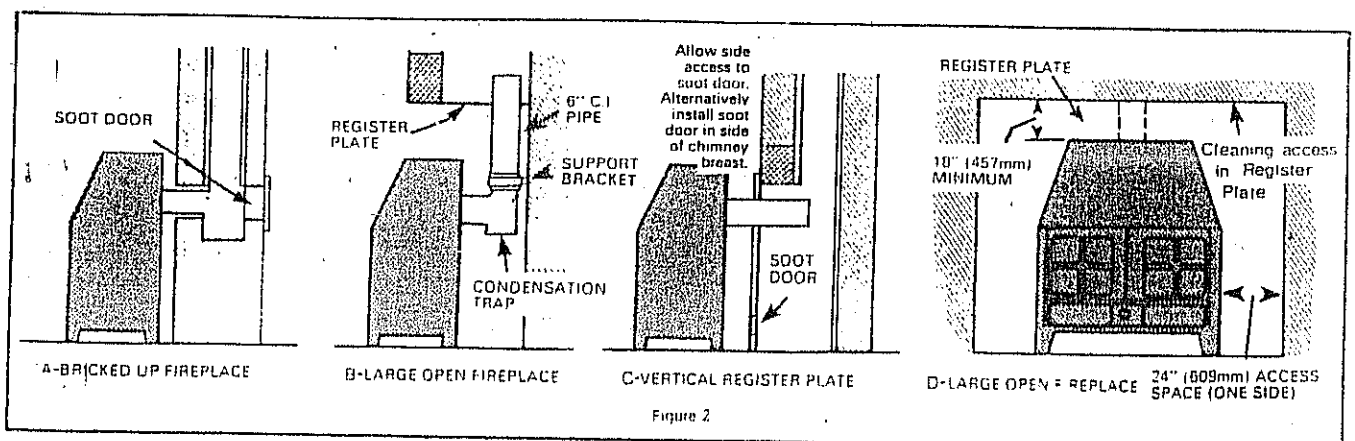 SOOT DOOR
A-BRICKED UP FIREPLACE
REGISTER
PLATE
6" C.I
PIPE
SUPPORT
BRACKET
CONDENSATION
TRAP
B-LARGE OPEN FIREPLACE
Allow side
access to
soot door.
Alternatively
install soot
door in side
of chimney
breast.
SOOT
DOOR
C-VERTICAL REGISTER PLATE
REGISTER PLATE
18" (457mm)
MINIMUM
Cleaning access
in Register
Plate
D-LARGE OPEN F REPLACE
24" (609mm) ACCESS
SPACE (ONE SIDE)
Figure 2